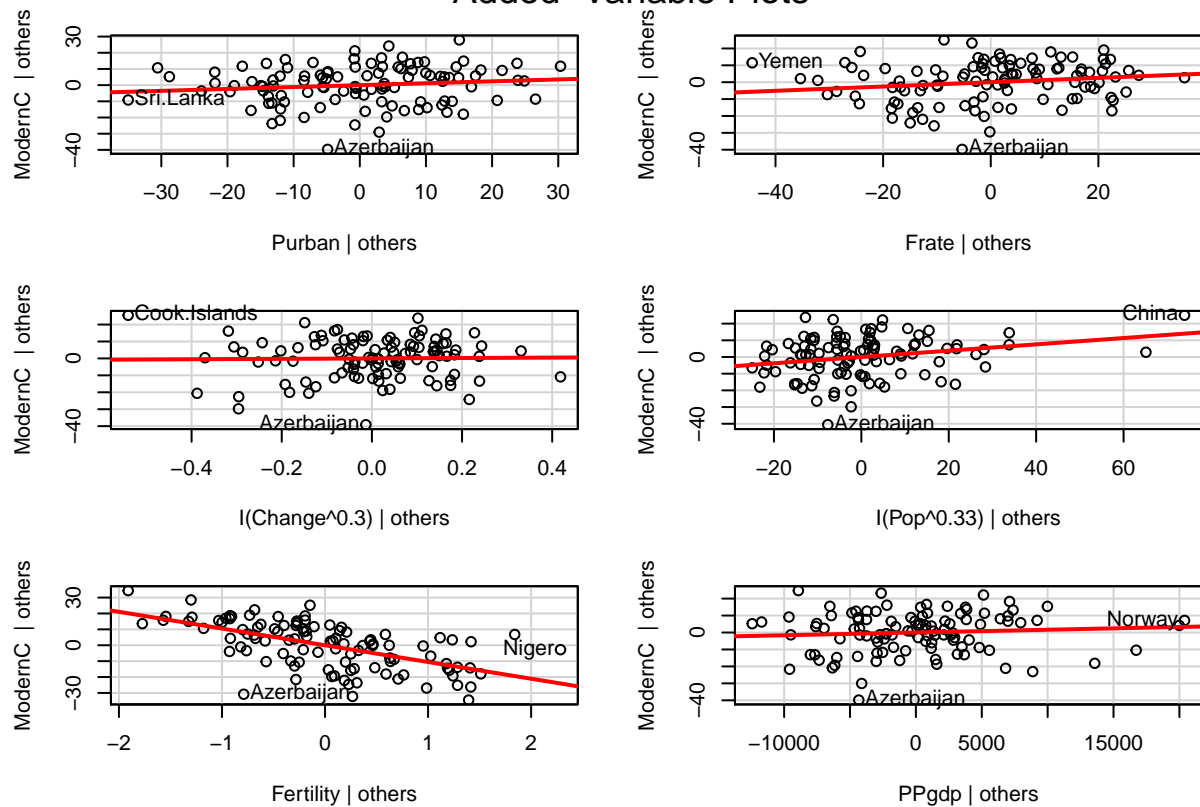 Added−Variable Plots
ModernC | others
30
0
−40
Sri.Lanka
Azerbaijan
−30 −20 −10 0 10 20 30
Purban | others
ModernC | others
0
−40
Yemen
Azerbaijan
−40 −20 0 20
Frate | others
ModernC | others
0
−40
Cook.Islands
Azerbaijan
−0.4 −0.2 0.0 0.2 0.4
I(Change^0.3) | others
ModernC | others
0
−40
China
Azerbaijan
−20 0 20 40 60
I(Pop^0.33) | others
ModernC | others
30
0
−30
Niger
Azerbaijan
−2 −1 0 1 2
Fertility | others
ModernC | others
0
−40
Norway
Azerbaijan
−10000 0 5000 15000
PPgdp | others